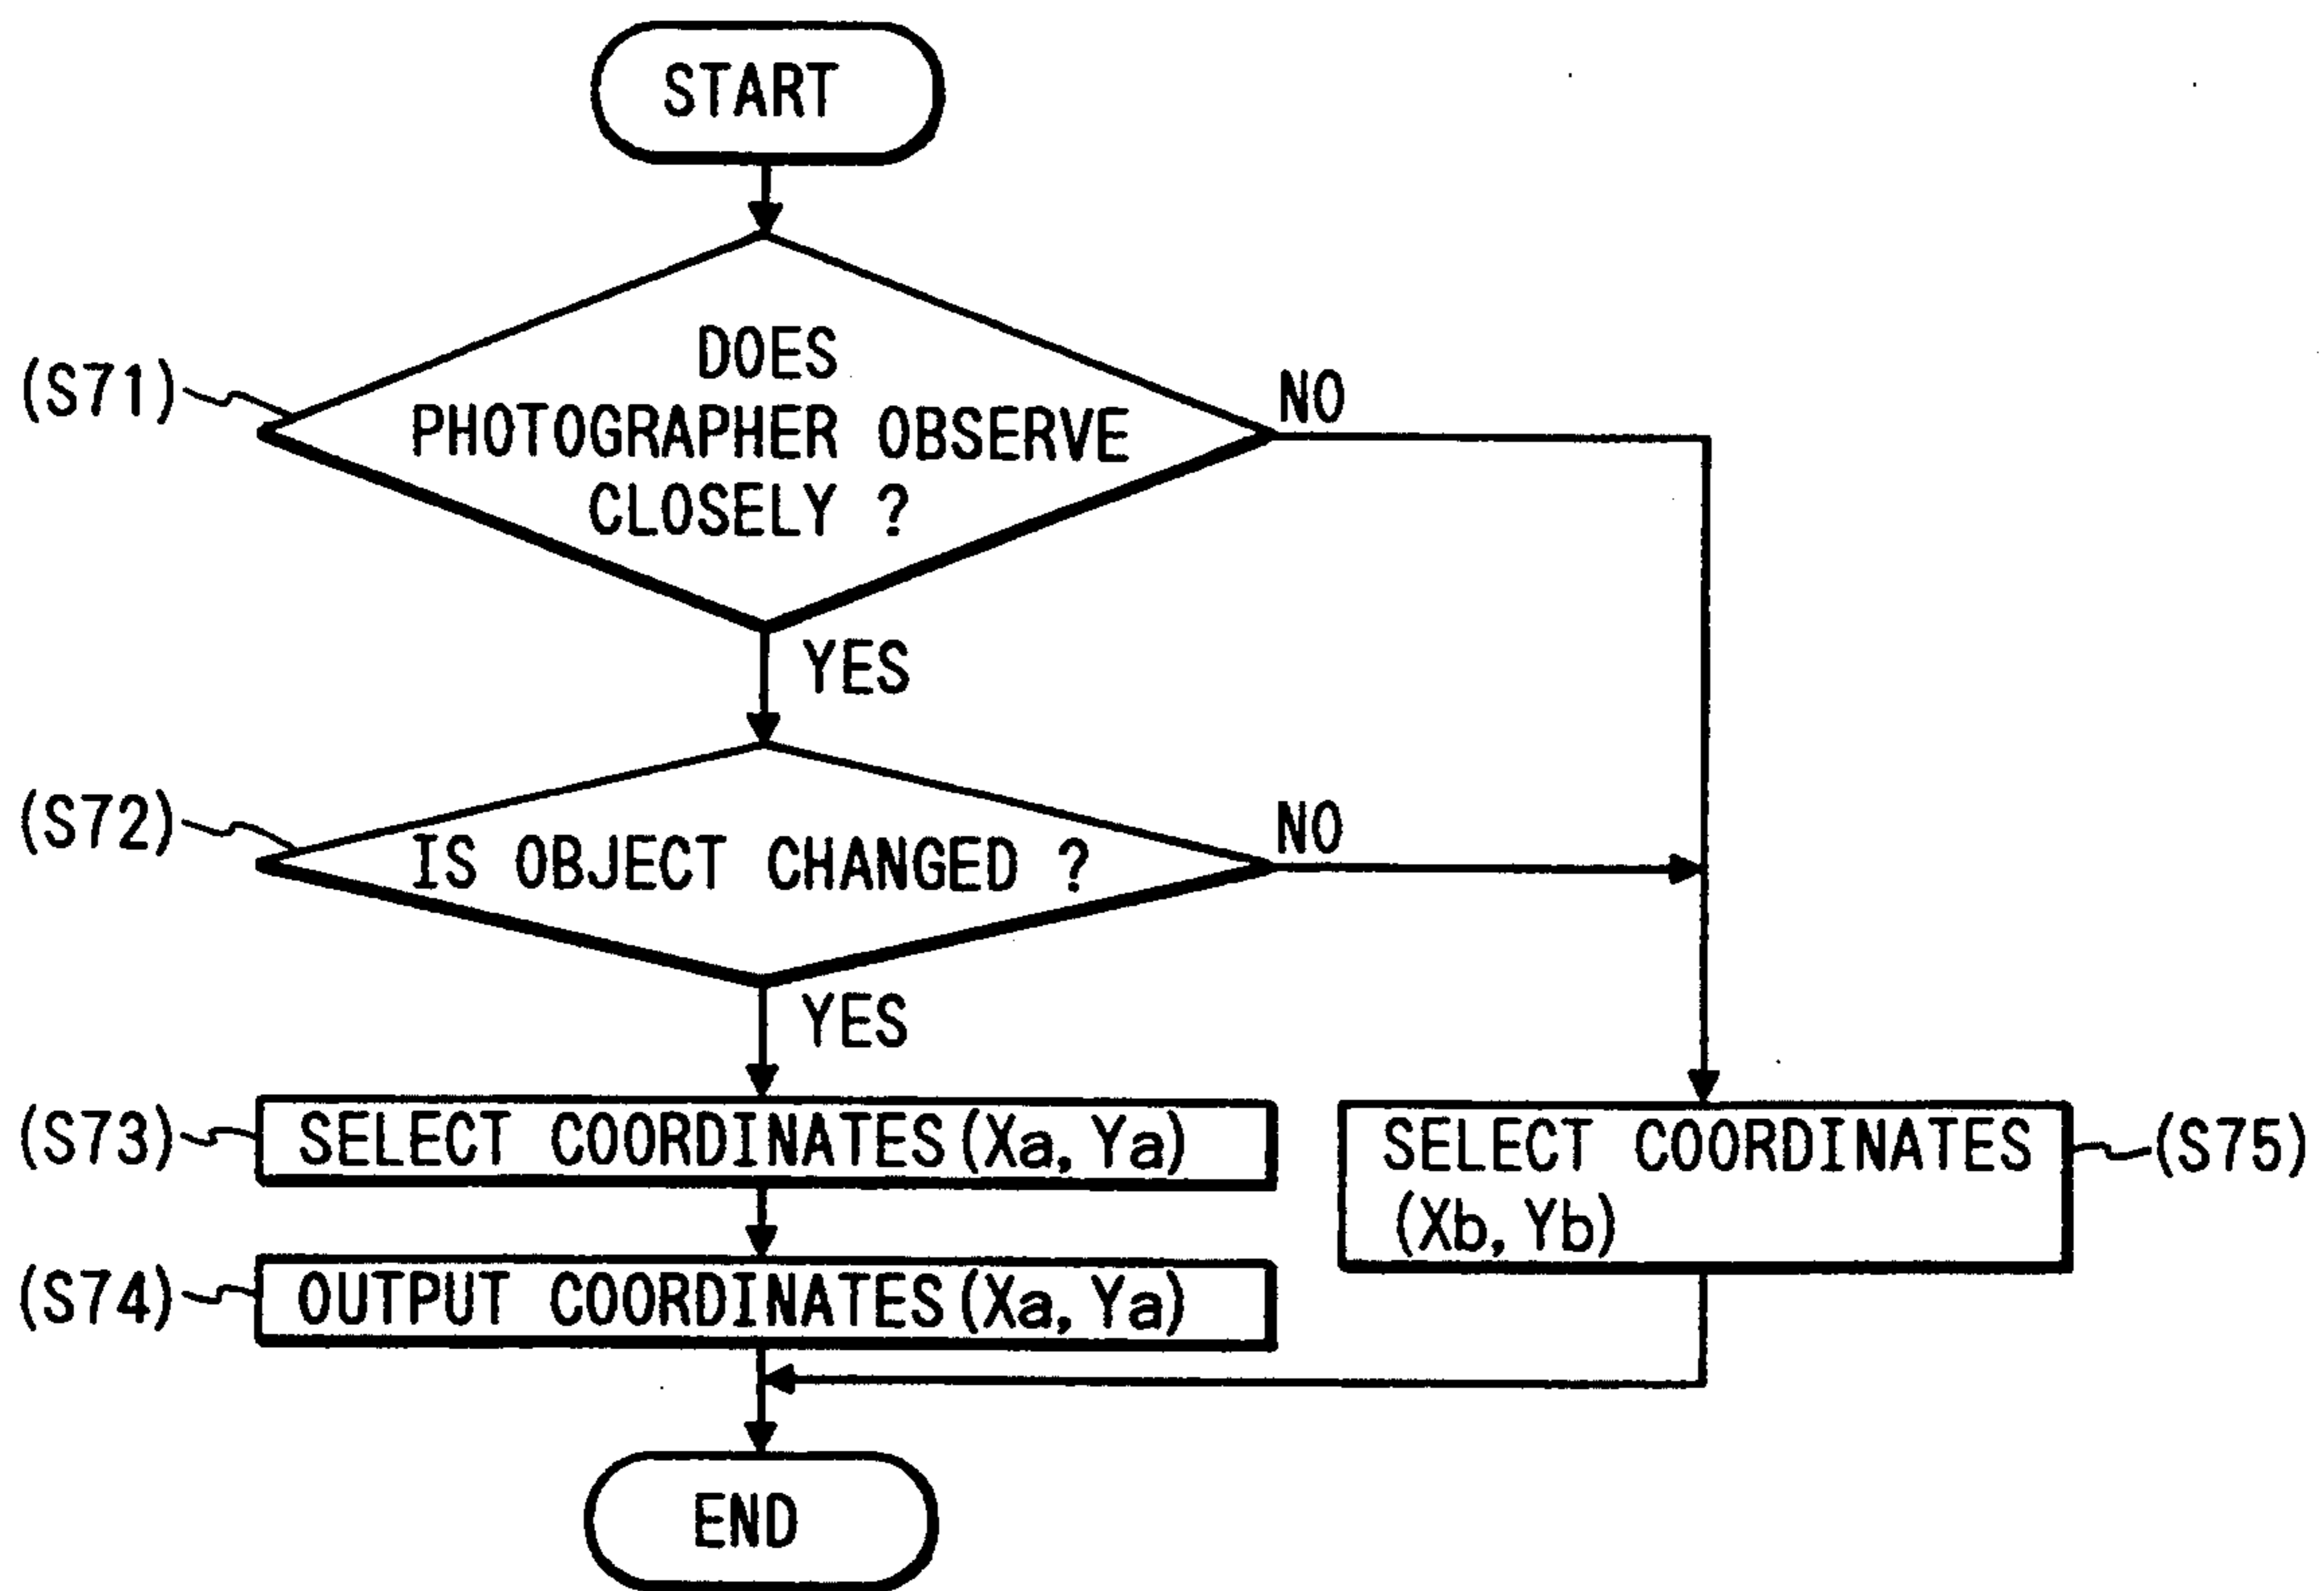 START
(S71)
DOES
PHOTOGRAPHER OBSERVE
CLOSELY ?
NO
YES
(S72)
IS OBJECT CHANGED ?
NO
YES
(S73)
SELECT COORDINATES(Xa, Ya)
SELECT COORDINATES
(Xb, Yb)
(S75)
(S74)
OUTPUT COORDINATES(Xa, Ya)
END